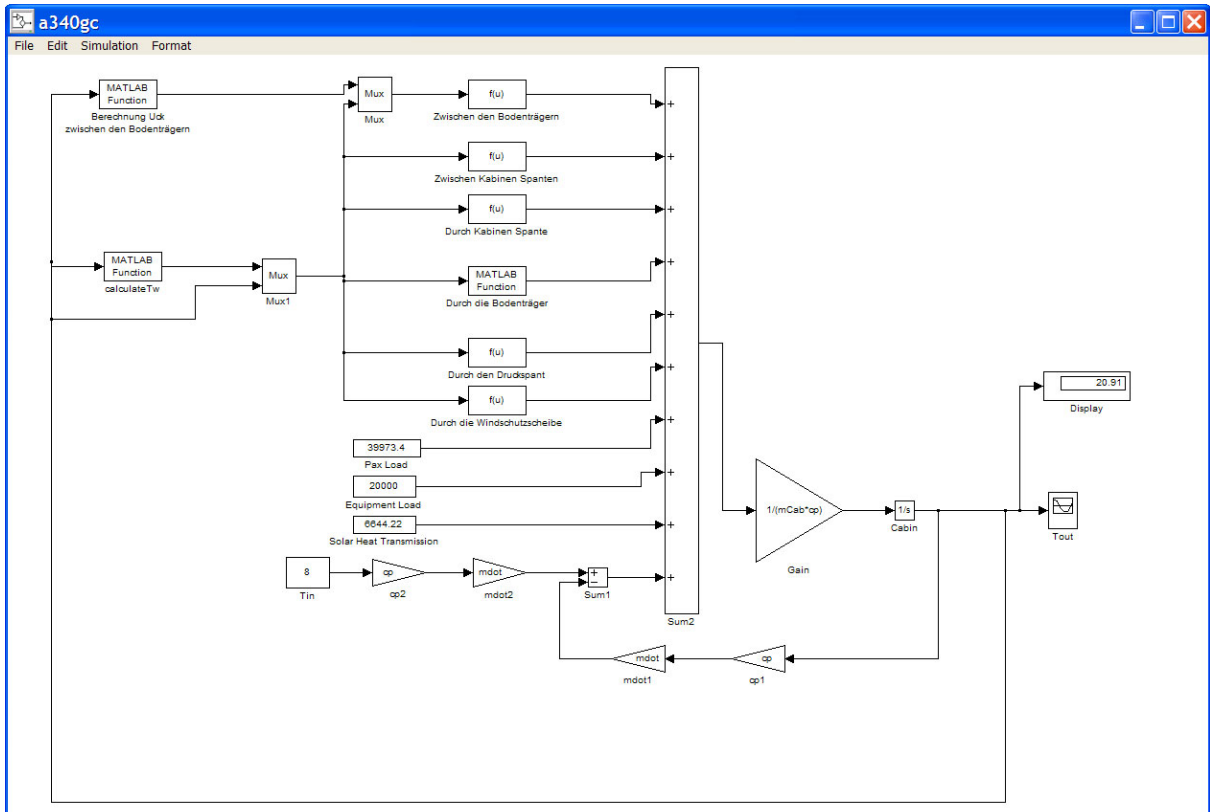 a340gc
File Edit Simulation Format
MATLAB
Function
Berechnung Uck
zwischen den Bodenträgern
Mux
Mux
f(u)
Zwischen den Bodenträgern
+
f(u)
Zwischen Kabinen Spanten
+
f(u)
Durch Kabinen Spante
+
MATLAB
Function
calculateTw
Mux
Mux1
MATLAB
Function
Durch die Bodenträger
+
f(u)
Durch den Druckspant
+
f(u)
Durch die Windschutzscheibe
+
39973.4
Pax Load
+
20000
Equipment Load
+
6644.22
Solar Heat Transmission
+
8
Tin
cp
cp2
mdot
mdot2
+
−
Sum1
+
Sum2
1/(mCab*cp)
Gain
1/s
Cabin
20.91
Display
Tout
mdot
mdot1
cp
cp1